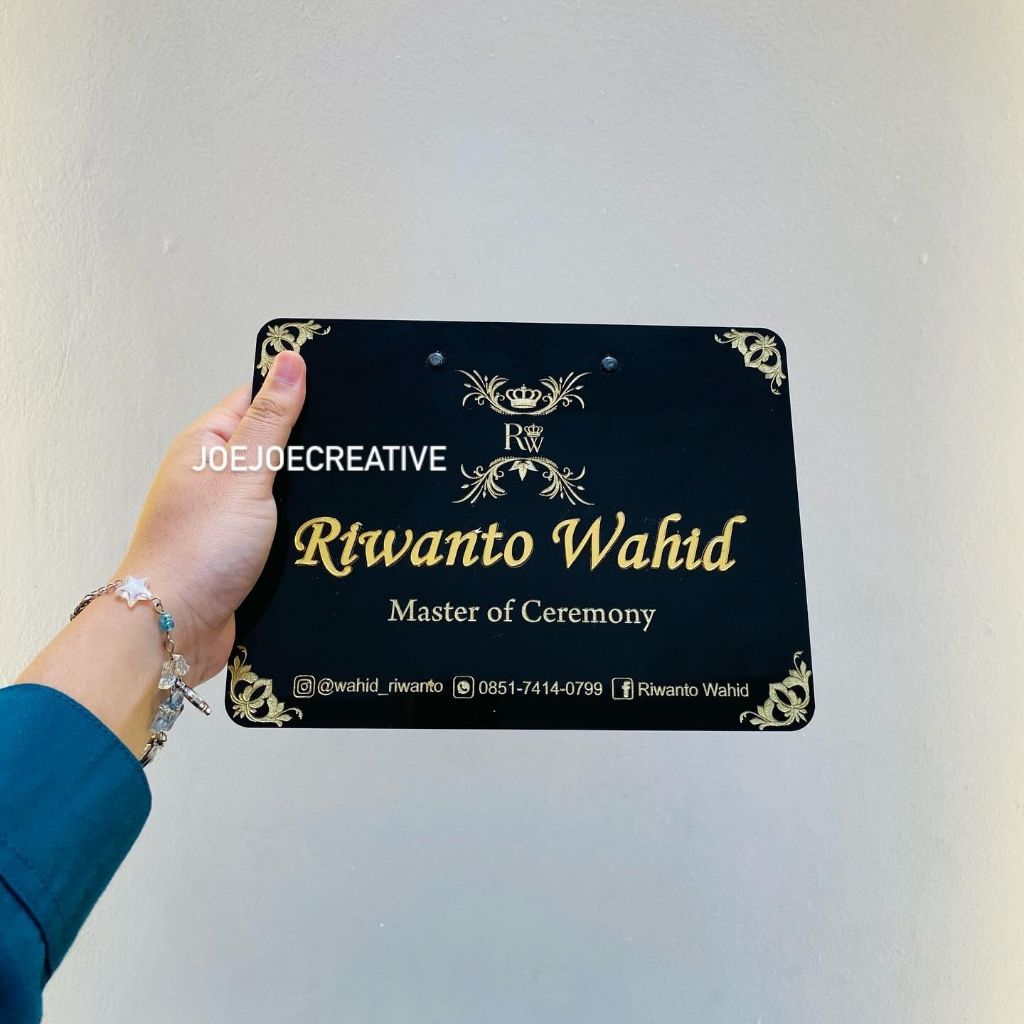 RW
JOEJOECREATIVE
Riwanto Wahid
Master of Ceremony
@wahid_riwanto 0851-7414-0799 Riwanto Wahid